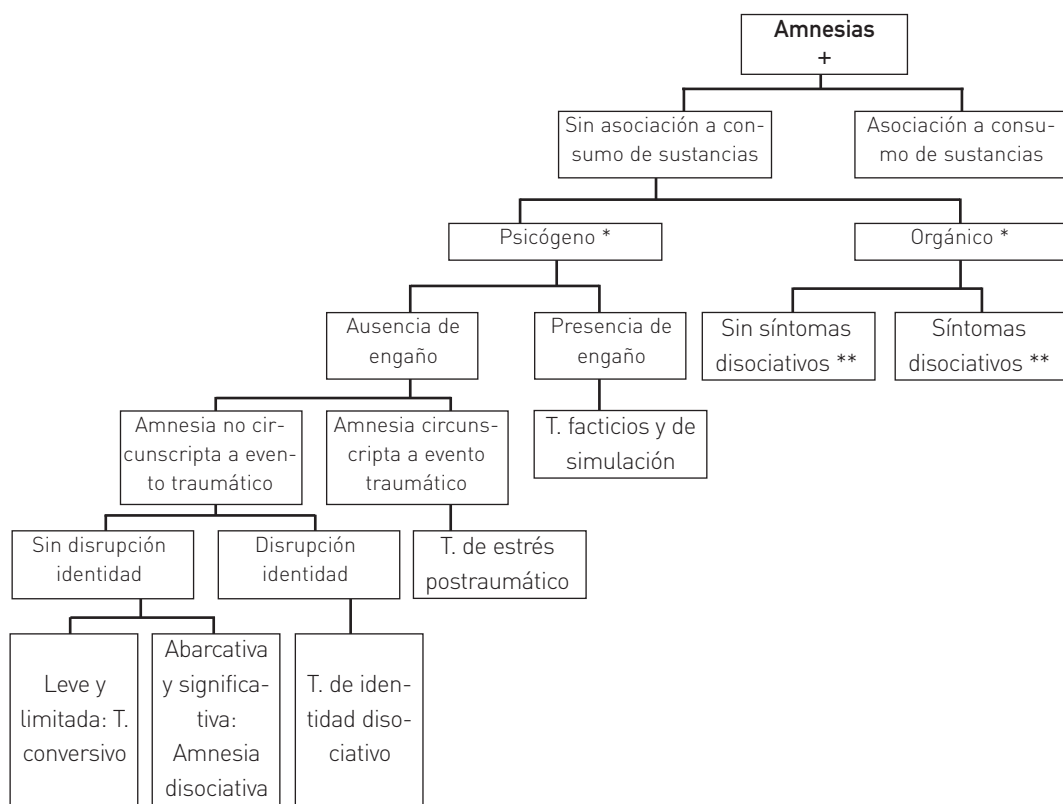 Amnesias
+
Sin asociación a con-
sumo de sustancias
Asociación a consu-
mo de sustancias
Psicógeno *
Orgánico *
Ausencia de
engaño
Presencia de
engaño
Sin síntomas
disociativos **
Síntomas
disociativos **
Amnesia no cir-
cunscripta a even-
to traumático
Amnesia circuns-
cripta a evento
traumático
T. facticios y de
simulación
Sin disrupción
identidad
Disrupción
identidad
T. de estrés
postraumático
Leve y
limitada: T.
conversivo
Abarcativa
y significa-
tiva:
Amnesia
disociativa
T. de iden-
tidad diso-
ciativo